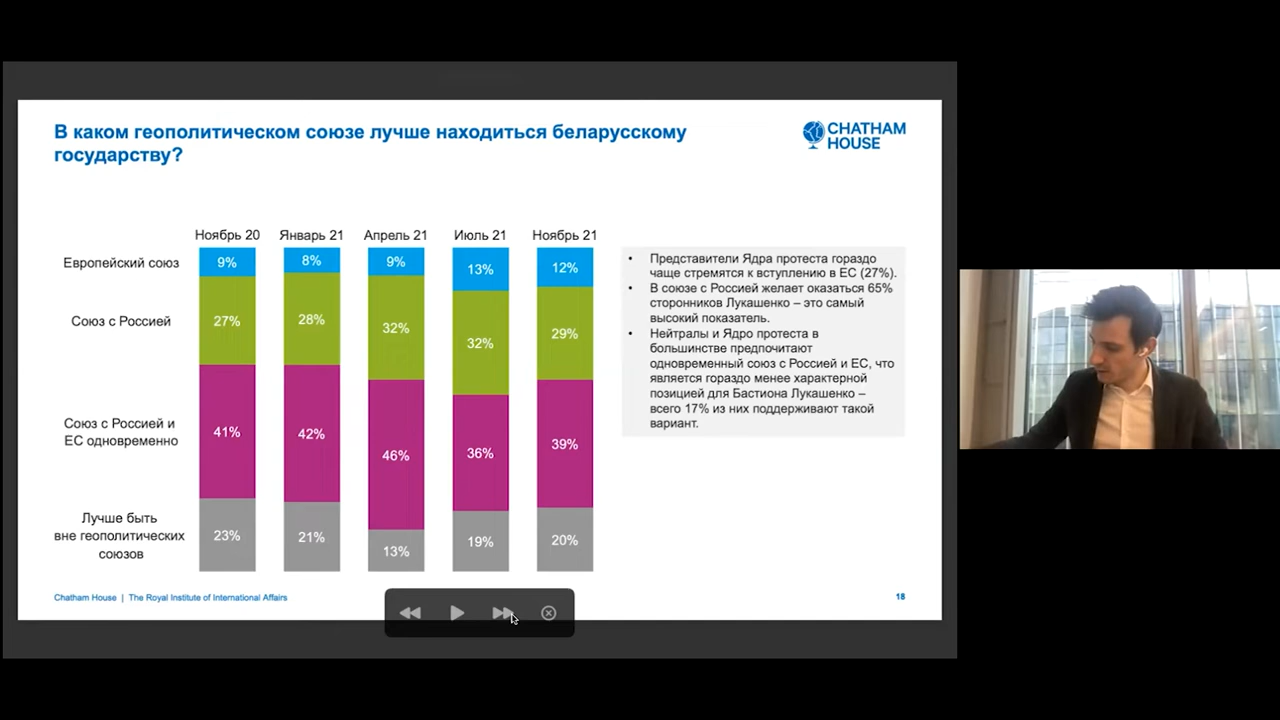 В каком геополитическом союзе лучше находиться беларусскому
государству?
CHATHAM
HOUSE
Ноябрь 20
Январь 21
Апрель 21
Июль 21
Ноябрь 21
Европейский союз
9%
8%
9%
13%
12%
Союз с Россией
27%
28%
32%
32%
29%
Союз с Россией и
ЕС одновременно
41%
42%
46%
36%
39%
Лучше быть
вне геополитических
союзов
23%
21%
13%
19%
20%
• Представители Ядра протеста гораздо
чаще стремятся к вступлению в ЕС (27%).
• В союзе с Россией желает оказаться 65%
сторонников Лукашенко – это самый
высокий показатель.
• Нейтралы и Ядро протеста в
большинстве предпочитают
одновременный союз с Россией и ЕС, что
является гораздо менее характерной
позицией для Бастиона Лукашенко –
всего 17% из них поддерживают такой
вариант.
Chatham House | The Royal Institute of International Affairs
18